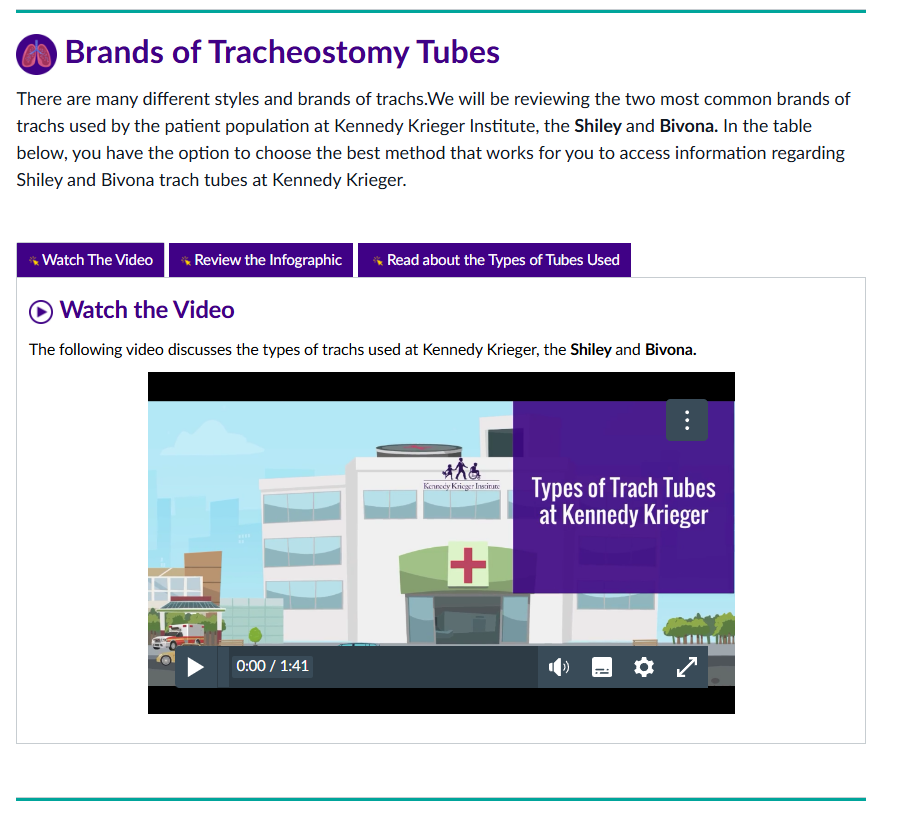 Brands of Tracheostomy Tubes
There are many different styles and brands of trachs.We will be reviewing the two most common brands of
trachs used by the patient population at Kennedy Krieger Institute, the Shiley and Bivona. In the table
below, you have the option to choose the best method that works for you to access information regarding
Shiley and Bivona trach tubes at Kennedy Krieger.
Watch The Video
Review the Infographic
Read about the Types of Tubes Used
Watch the Video
The following video discusses the types of trachs used at Kennedy Krieger, the Shiley and Bivona.
Kennedy Krieger Institute
Types of Trach Tubes
at Kennedy Krieger
0:00 / 1:41